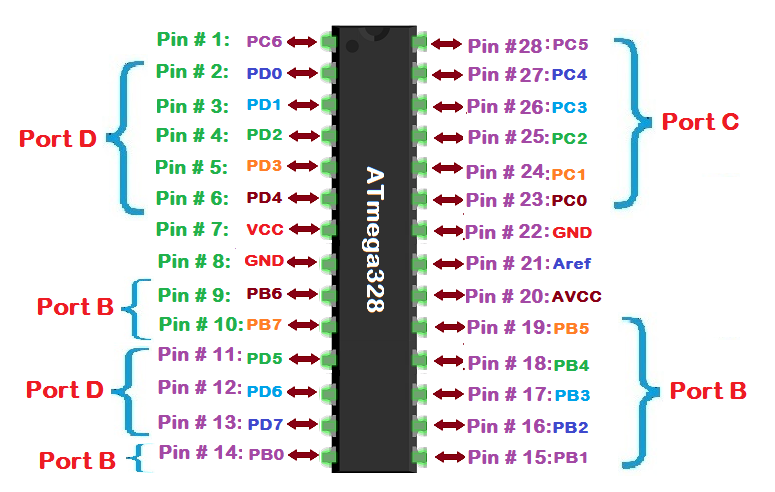 Pin # 1: PC6
Pin # 2: PD0
Pin # 3: PD1
Pin # 4: PD2
Pin # 5: PD3
Pin # 6: PD4
Port D
Pin # 7: VCC
Pin # 8: GND
Pin # 9: PB6
Pin # 10: PB7
Port B
Pin # 11: PD5
Pin # 12: PD6
Pin # 13: PD7
Port D
Pin # 14: PB0
Port B
ATmega328
Pin #28: PC5
Pin # 27: PC4
Pin # 26: PC3
Pin # 25: PC2
Pin # 24: PC1
Pin # 23: PC0
Port C
Pin # 22: GND
Pin # 21: Aref
Pin # 20: AVCC
Pin # 19: PB5
Pin # 18: PB4
Pin # 17: PB3
Pin # 16: PB2
Pin # 15: PB1
Port B